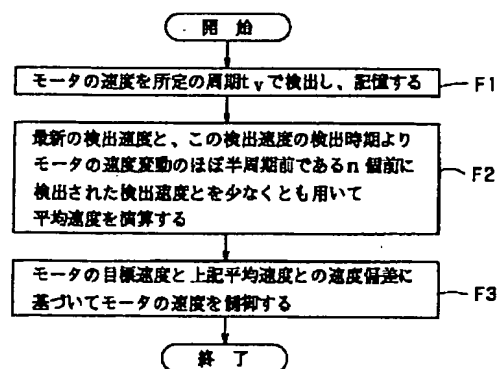 開始
モータの速度を所定の周期tvで検出し、記憶する
F1
最新の検出速度と、この検出速度の検出時期より
モータの速度変動のほぼ半周期前であるn個前に
検出された検出速度とを少なくとも用いて
平均速度を演算する
F2
モータの目標速度と上記平均速度との速度偏差に
基づいてモータの速度を制御する
F3
終了